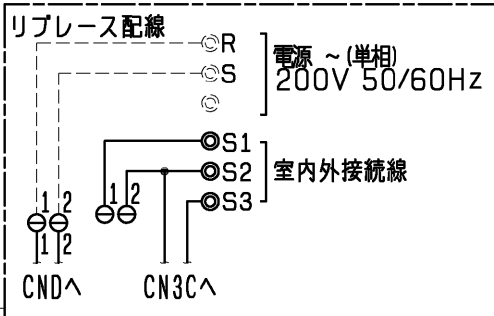 リプレース配線
R
S
電源 ~(単相)
200V 50/60Hz
S1
S2
S3
室内外接続線
1 2
1 2
1 2
CNDへ
CN3Cへ